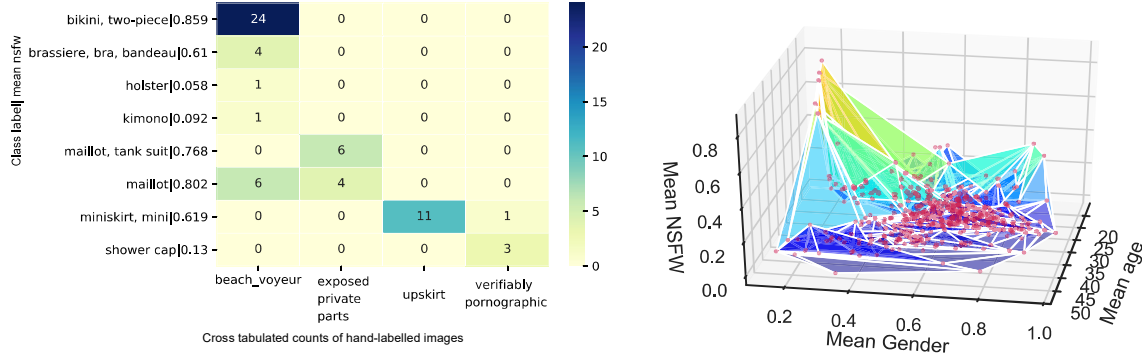 Class label| mean nsfw
bikini, two-piece|0.859 24 0 0 0
brassiere, bra, bandeau|0.61 4 0 0 0
holster|0.058 1 0 0 0
kimono|0.092 1 0 0 0
maillot, tank suit|0.768 0 6 0 0
maillot|0.802 6 4 0 0
miniskirt, mini|0.619 0 0 11 1
shower cap|0.13 0 0 0 3
beach_voyeur
exposed
private
parts
upskirt
verifiably
pornographic
Cross tabulated counts of hand-labelled images
20
15
10
5
0
Mean NSFW
0.8
0.6
0.4
0.2
0.0
0.2 0.4 0.6 0.8 1.0
Mean Gender
20
25
30
35
40
45
50
Mean age